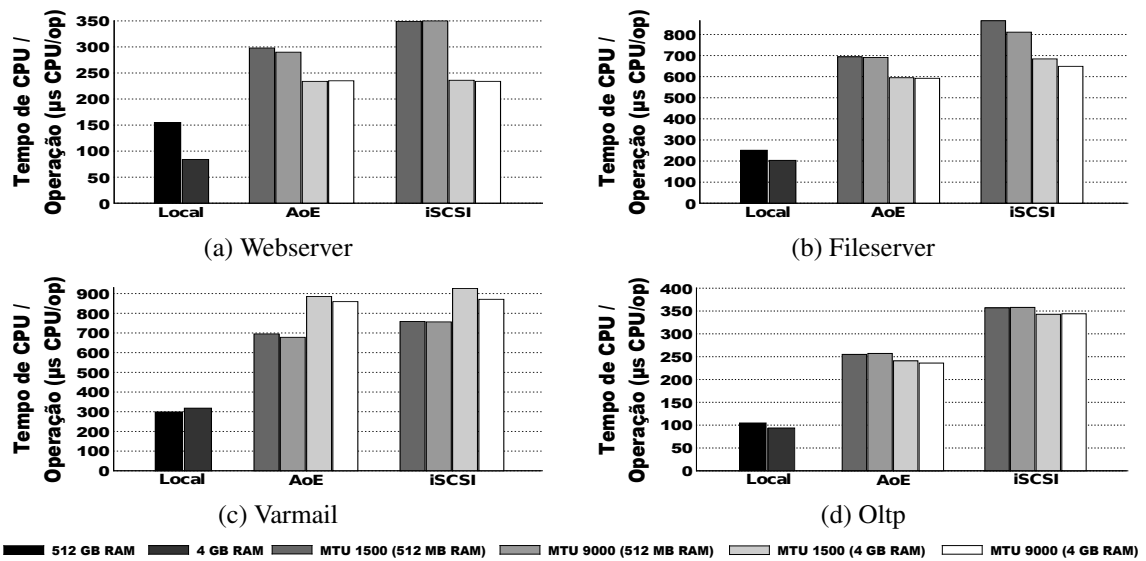 Tempo de CPU /
Operação (µs CPU/op)
350
300
250
200
150
100
50
0
Local AoE iSCSI
(a) Webserver
Tempo de CPU /
Operação (µs CPU/op)
800
700
600
500
400
300
200
100
0
Local AoE iSCSI
(b) Fileserver
Tempo de CPU /
Operação (µs CPU/op)
900
800
700
600
500
400
300
200
100
0
Local AoE iSCSI
(c) Varmail
Tempo de CPU /
Operação (µs CPU/op)
400
350
300
250
200
150
100
50
0
Local AoE iSCSI
(d) Oltp
512 GB RAM 4 GB RAM MTU 1500 (512 MB RAM) MTU 9000 (512 MB RAM) MTU 1500 (4 GB RAM) MTU 9000 (4 GB RAM)